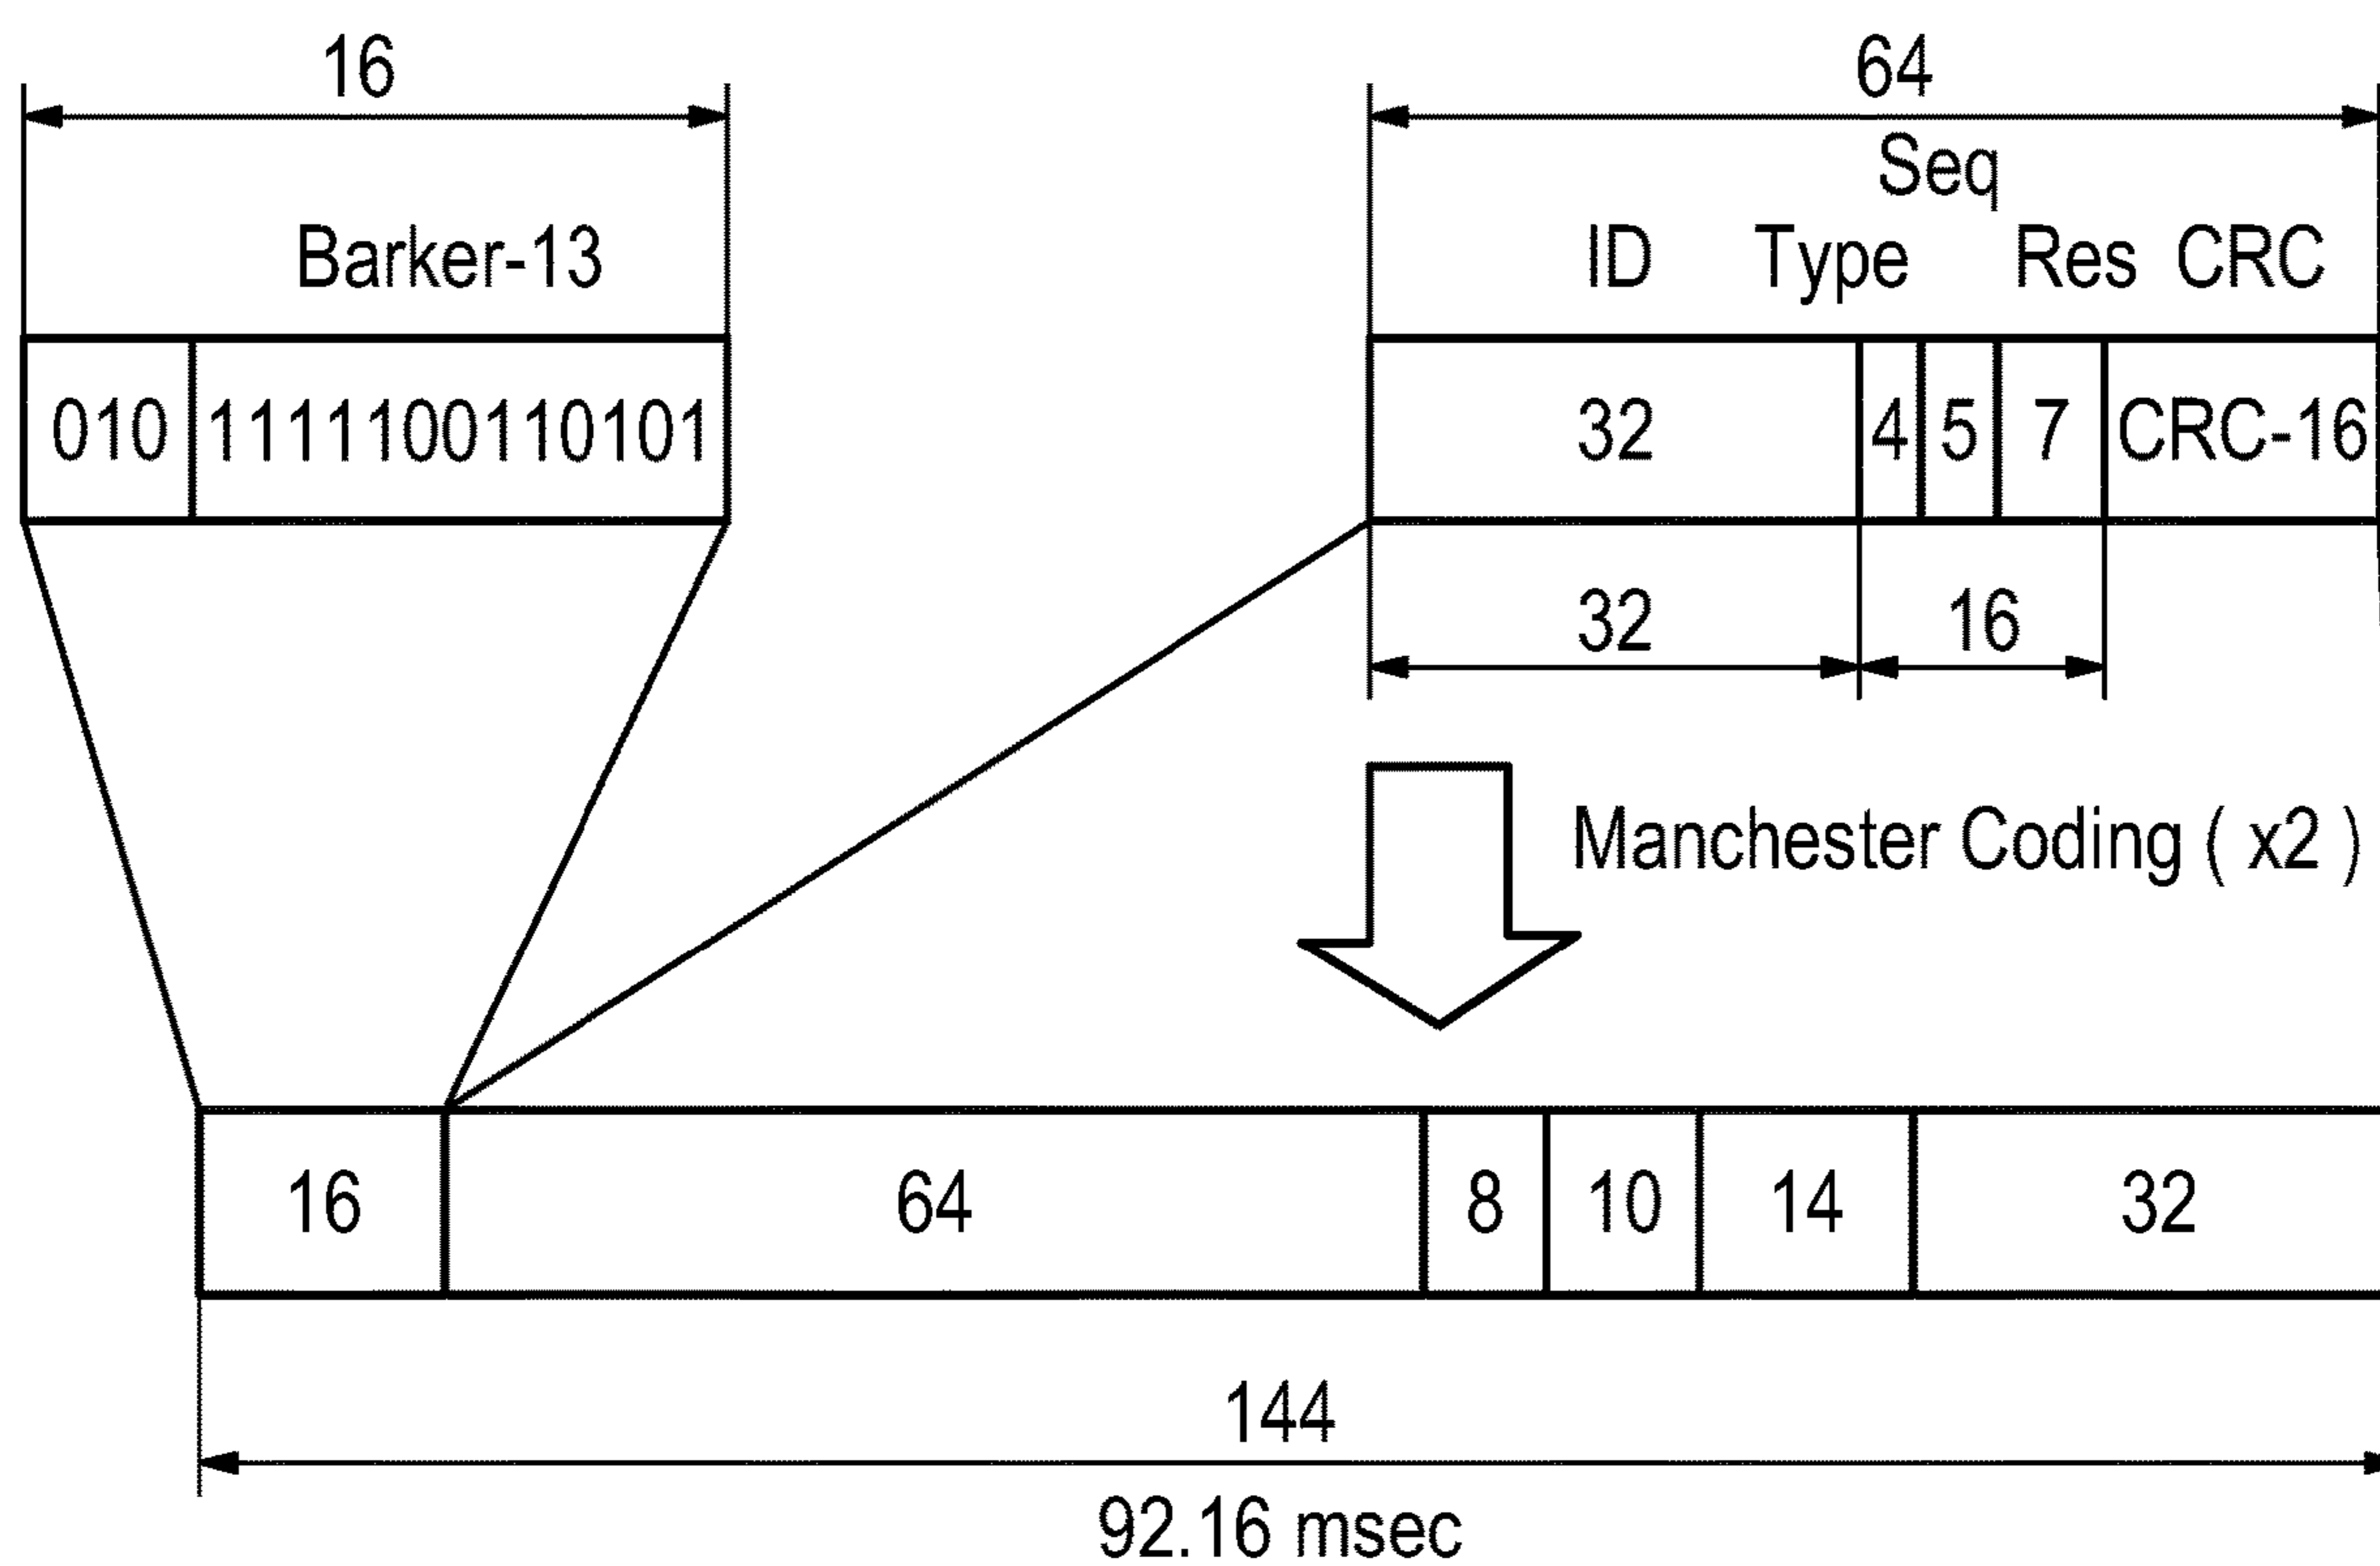 16
64
Seq
Barker-13
ID Type Res CRC
010 1111100110101
32 4 5 7 CRC-16
32 16
Manchester Coding ( x2 )
16 64 8 10 14 32
144
92.16 msec